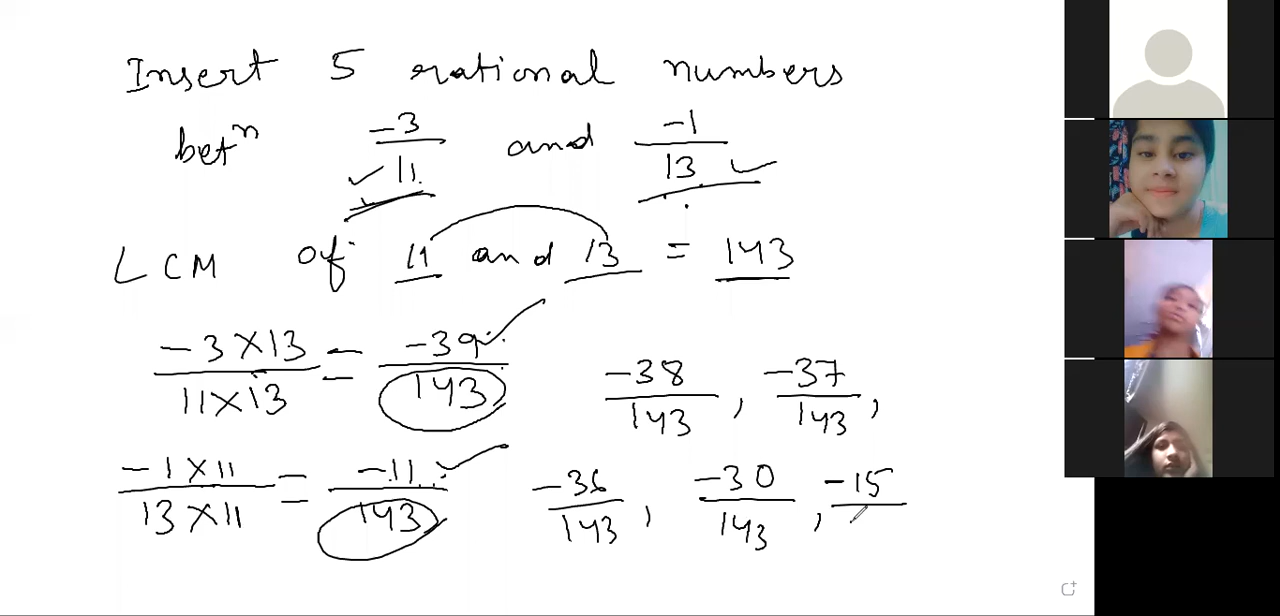 Insert 5 rational numbers
betⁿ -3/11 and -1/13
LCM of 11 and 13 = 143
-3×13/11×13 = -39/143
-38/143, -37/143,
-1×11/13×11 = -11/143
-36/143, -30/143, -15/